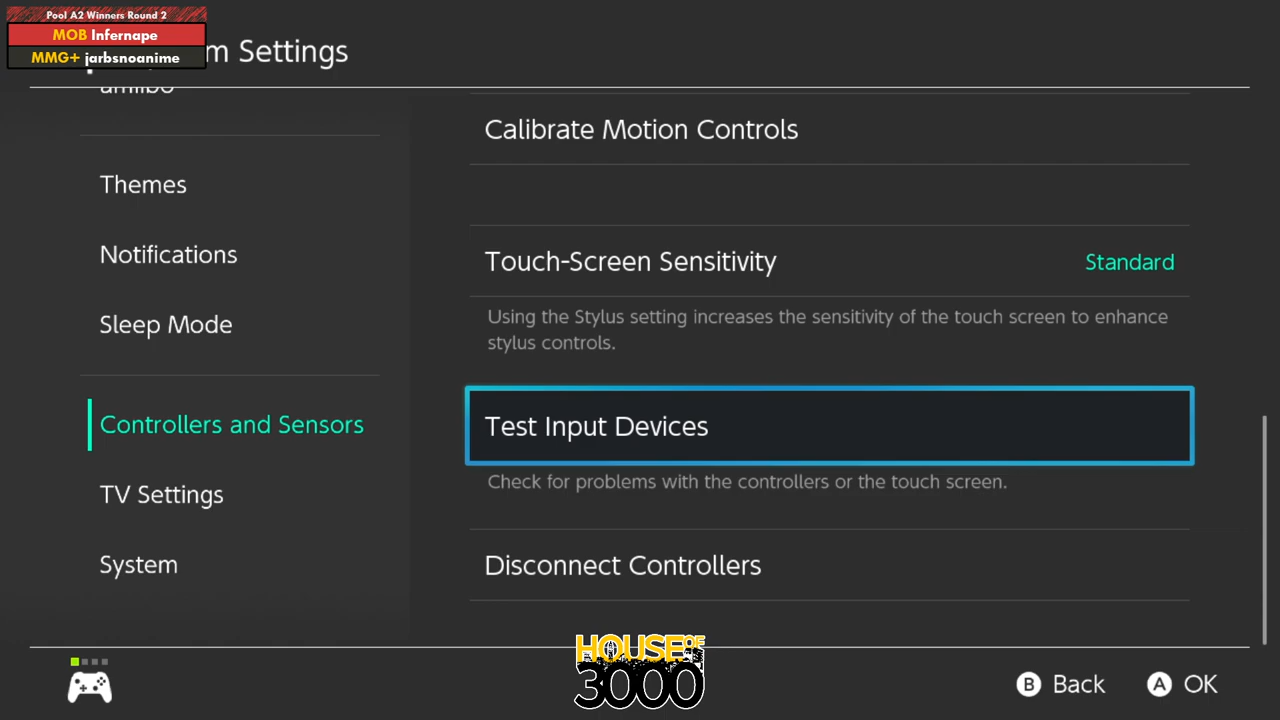 Pool A2 Winners Round 2
MOB Infernape
MMG+ jarbsnoanime
m Settings
amiibo
Themes
Notifications
Sleep Mode
Controllers and Sensors
TV Settings
System
Calibrate Motion Controls
Touch-Screen Sensitivity Standard
Using the Stylus setting increases the sensitivity of the touch screen to enhance
stylus controls.
Test Input Devices
Check for problems with the controllers or the touch screen.
Disconnect Controllers
HOUSE OF
3000
B Back A OK